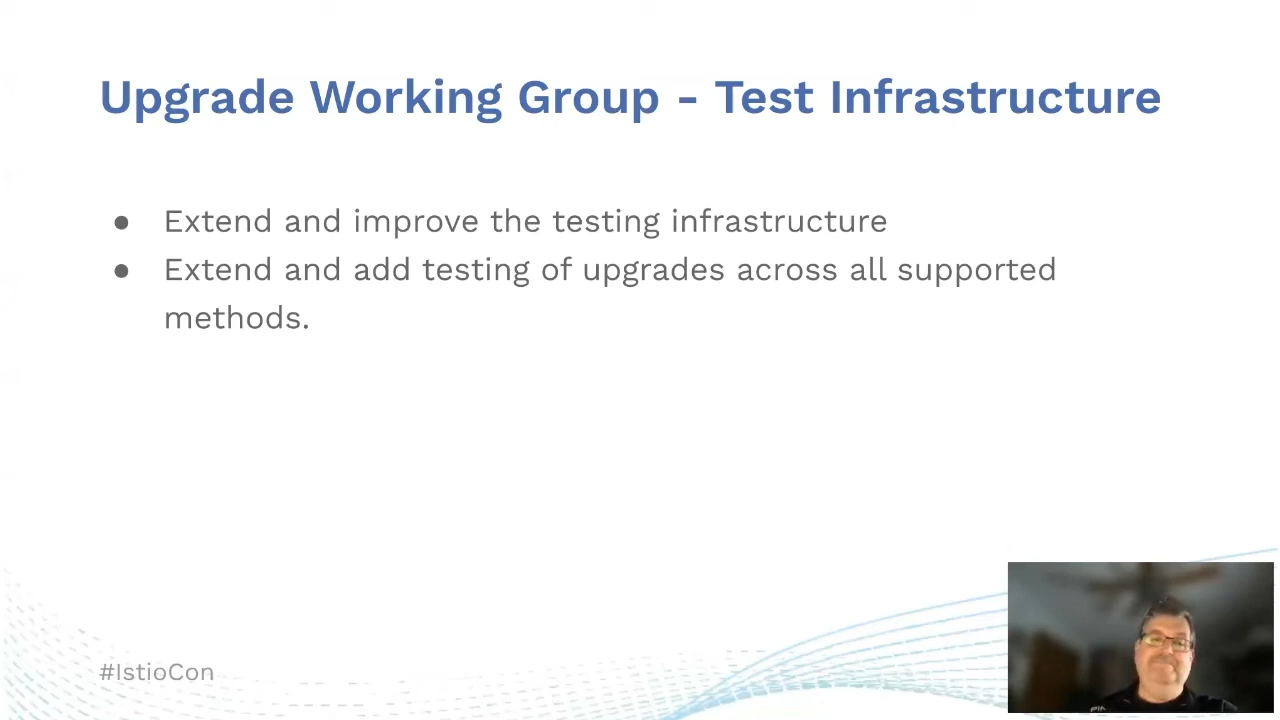 Upgrade Working Group - Test Infrastructure
● Extend and improve the testing infrastructure
● Extend and add testing of upgrades across all supported
methods.
#IstioCon